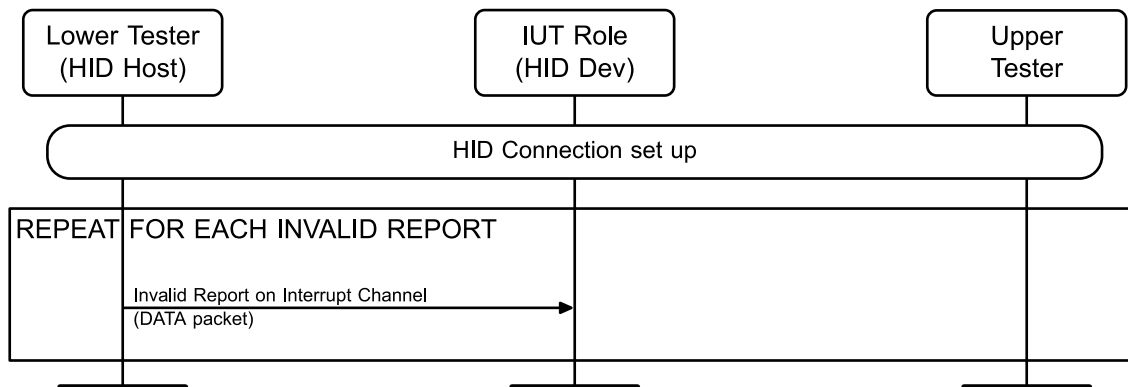 Lower Tester
(HID Host)
IUT Role
(HID Dev)
Upper
Tester
HID Connection set up
REPEAT FOR EACH INVALID REPORT
Invalid Report on Interrupt Channel
(DATA packet)